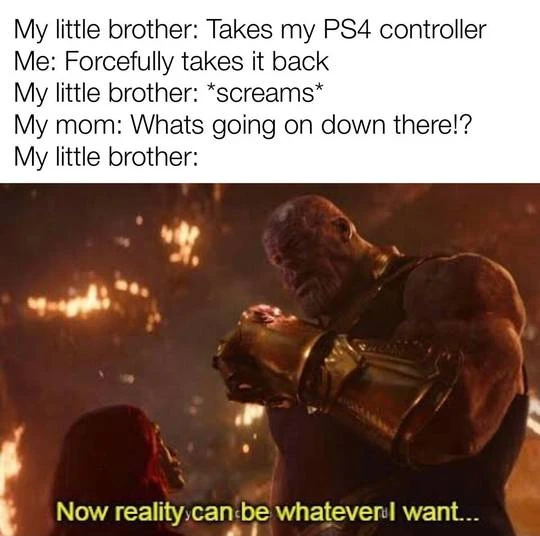 My little brother: Takes my PS4 controller
Me: Forcefully takes it back
My little brother: *screams*
My mom: Whats going on down there!?
My little brother:
Now reality can be whatever I want...